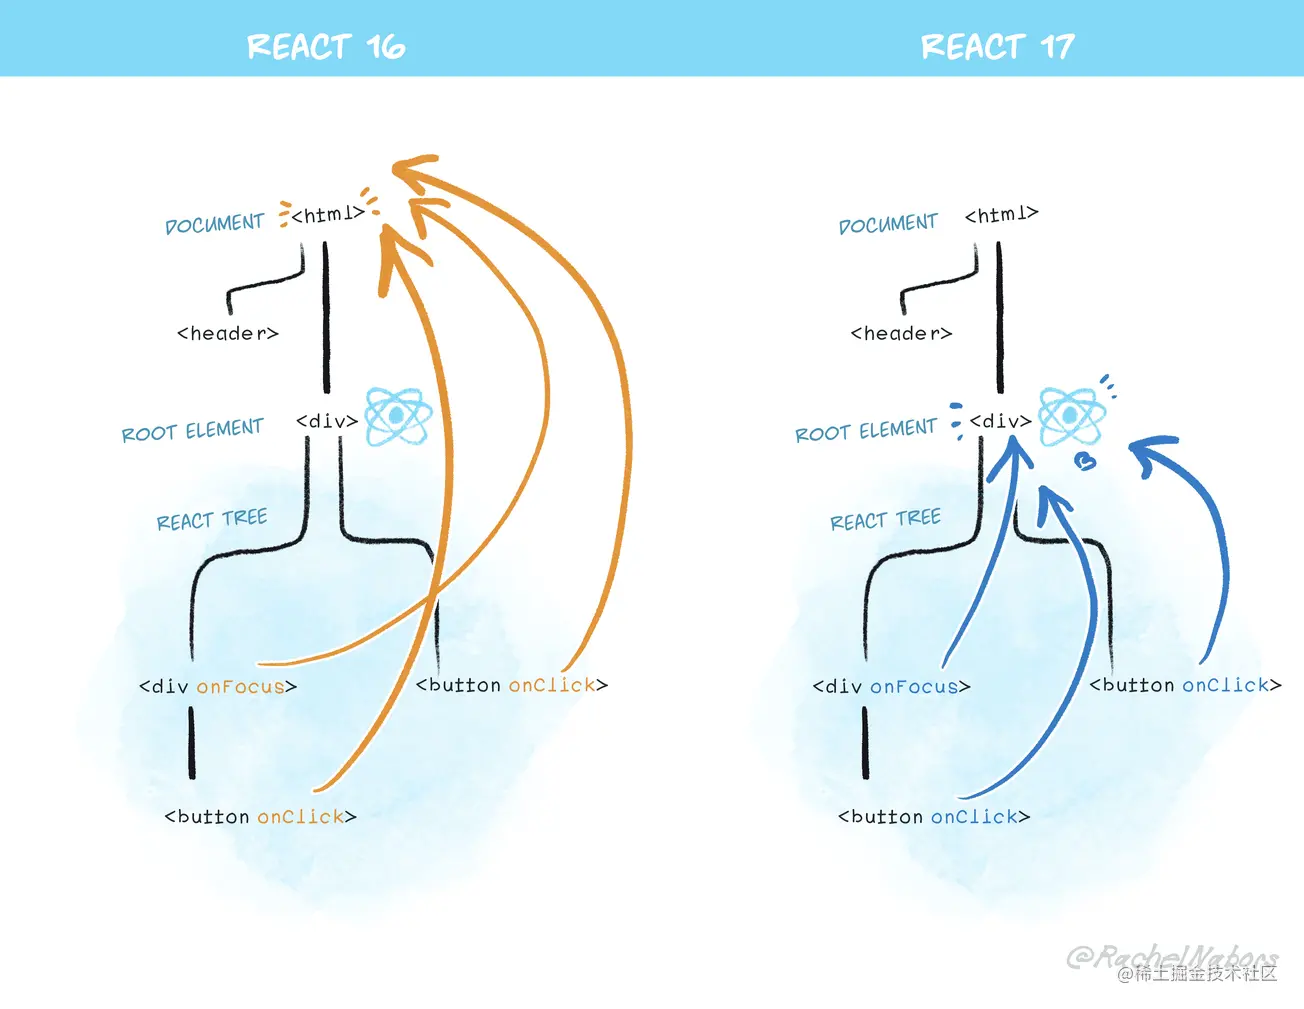 REACT 16
DOCUMENT <html>
<header>
ROOT ELEMENT <div>
REACT TREE
<div onFocus>
<button onClick>
<button onClick>
REACT 17
DOCUMENT <html>
<header>
ROOT ELEMENT <div>
REACT TREE
<div onFocus>
<button onClick>
<button onClick>
@RachelNabors
@稀土掘金技术社区